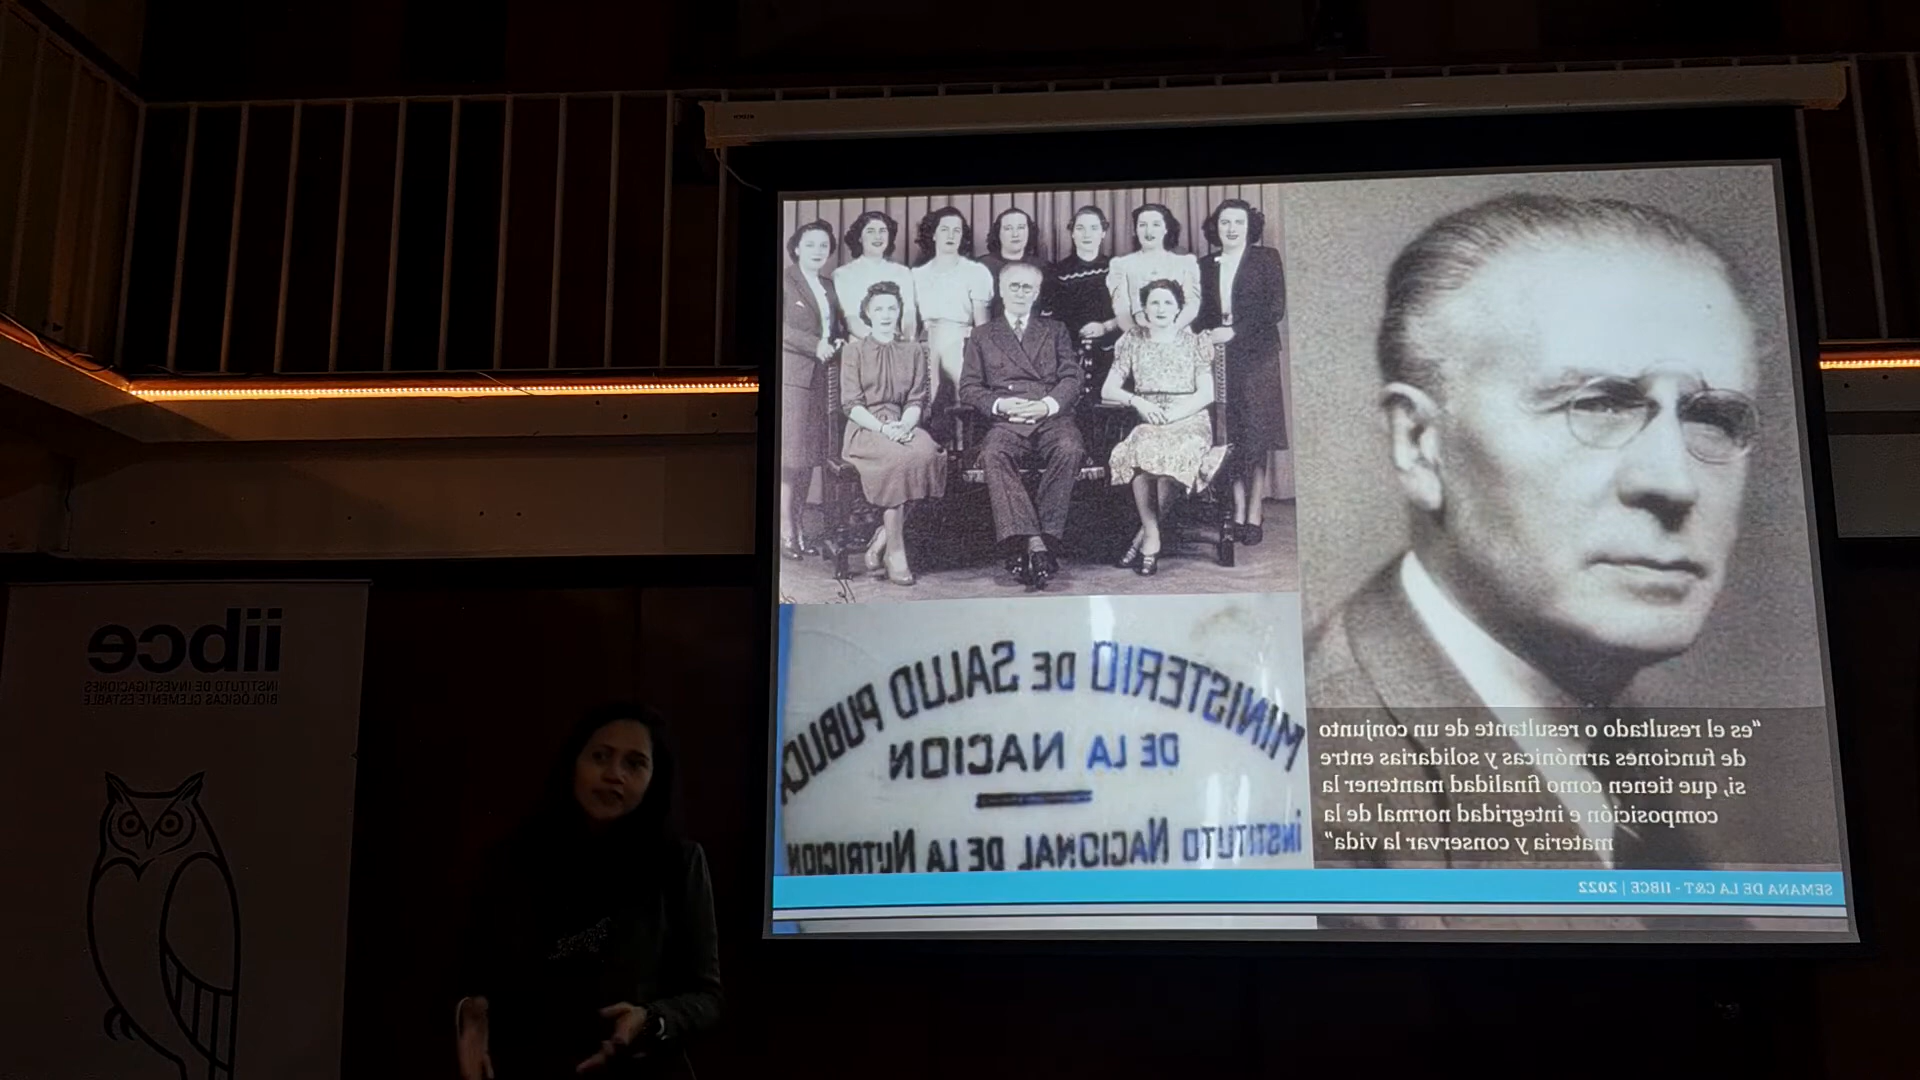 iibce
INSTITUTO DE INVESTIGACIONES
BIOLÓGICAS CLEMENTE ESTABLE
MINISTERIO DE SALUD PUBLICA
DE LA NACION
INSTITUTO NACIONAL DE LA NUTRICION
“es el resultado o resultante de un conjunto
de funciones armónicas y solidarias entre
si, que tienen como finalidad mantener la
composición e integridad normal de la
materia y conservar la vida”
SEMANA DE LA C&T - IIBCE | 2022